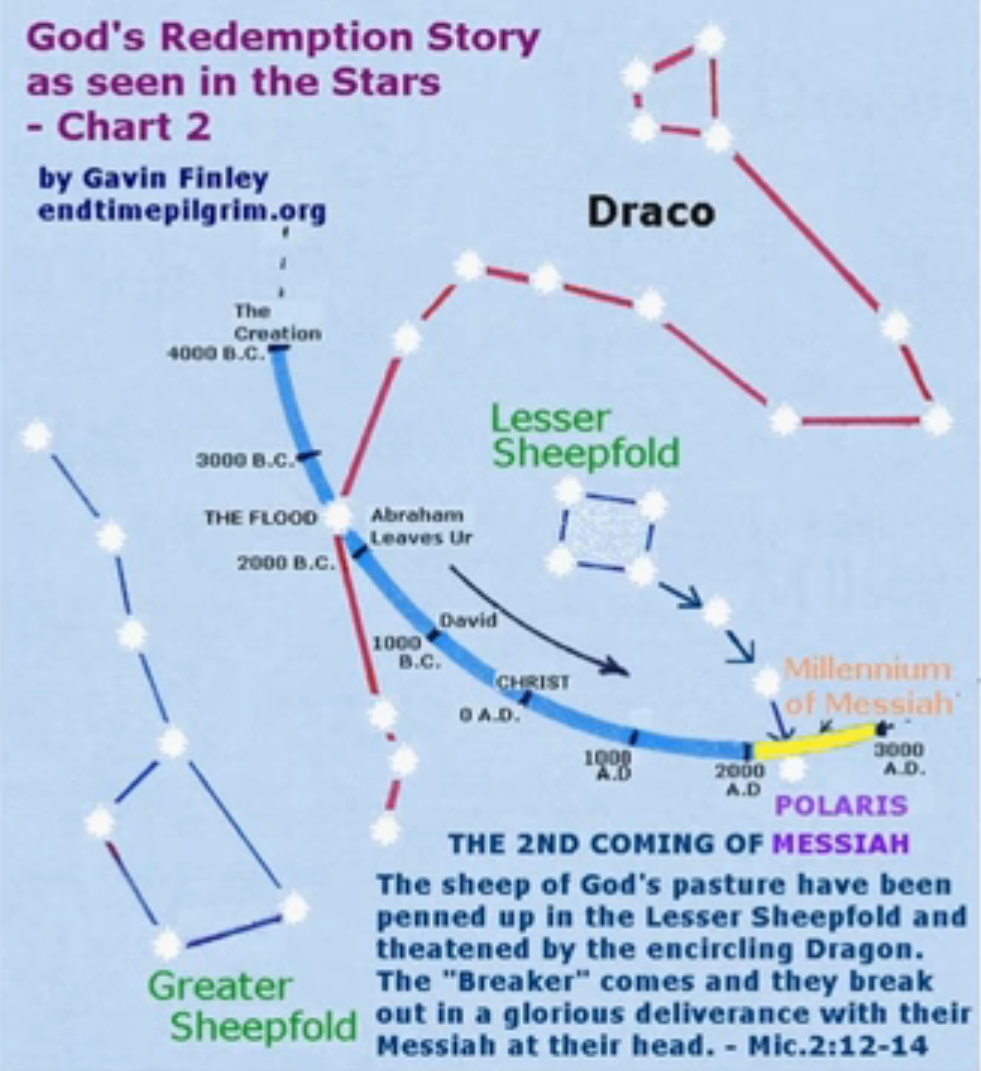 God's Redemption Story
as seen in the Stars
- Chart 2
by Gavin Finley
endtimepilgrim.org
Draco
The
Creation
4000 B.C.
3000 B.C.
Lesser
Sheepfold
THE FLOOD
Abraham
Leaves Ur
2000 B.C.
David
1000
B.C.
CHRIST
0 A.D.
Millennium
of Messiah
1000
A.D
2000
A.D
3000
A.D.
POLARIS
THE 2ND COMING OF MESSIAH
The sheep of God's pasture have been
penned up in the Lesser Sheepfold and
theatened by the encircling Dragon.
The "Breaker" comes and they break
out in a glorious deliverance with their
Messiah at their head. - Mic.2:12-14
Greater
Sheepfold